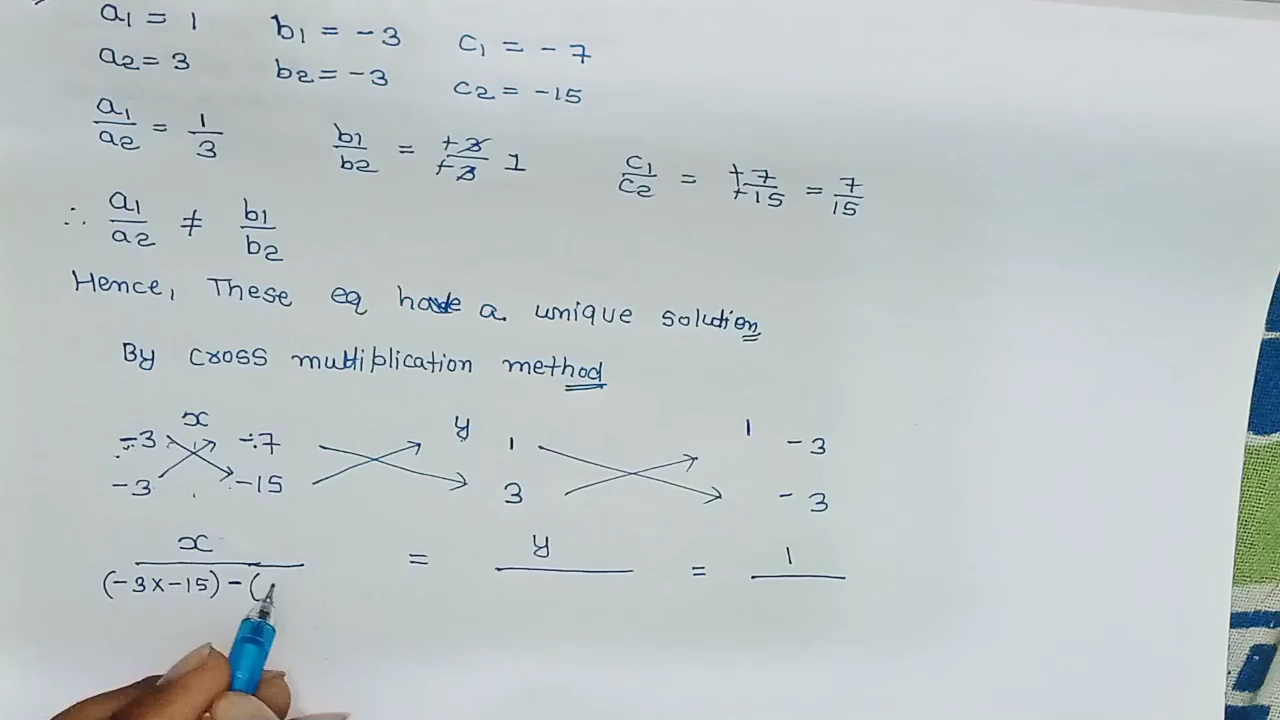 a1 = 1 b1 = -3 c1 = -7
a2 = 3 b2 = -3 c2 = -15
a1/a2 = 1/3 b1/b2 = +3/+3 1 c1/c2 = +7/+15 = 7/15
∴ a1/a2 ≠ b1/b2
Hence, These eq have a unique solution
By cross multiplication method
x y 1
-3 -7 1 -3
-3 -15 3 -3
x = y = 1
(-3x-15) - (